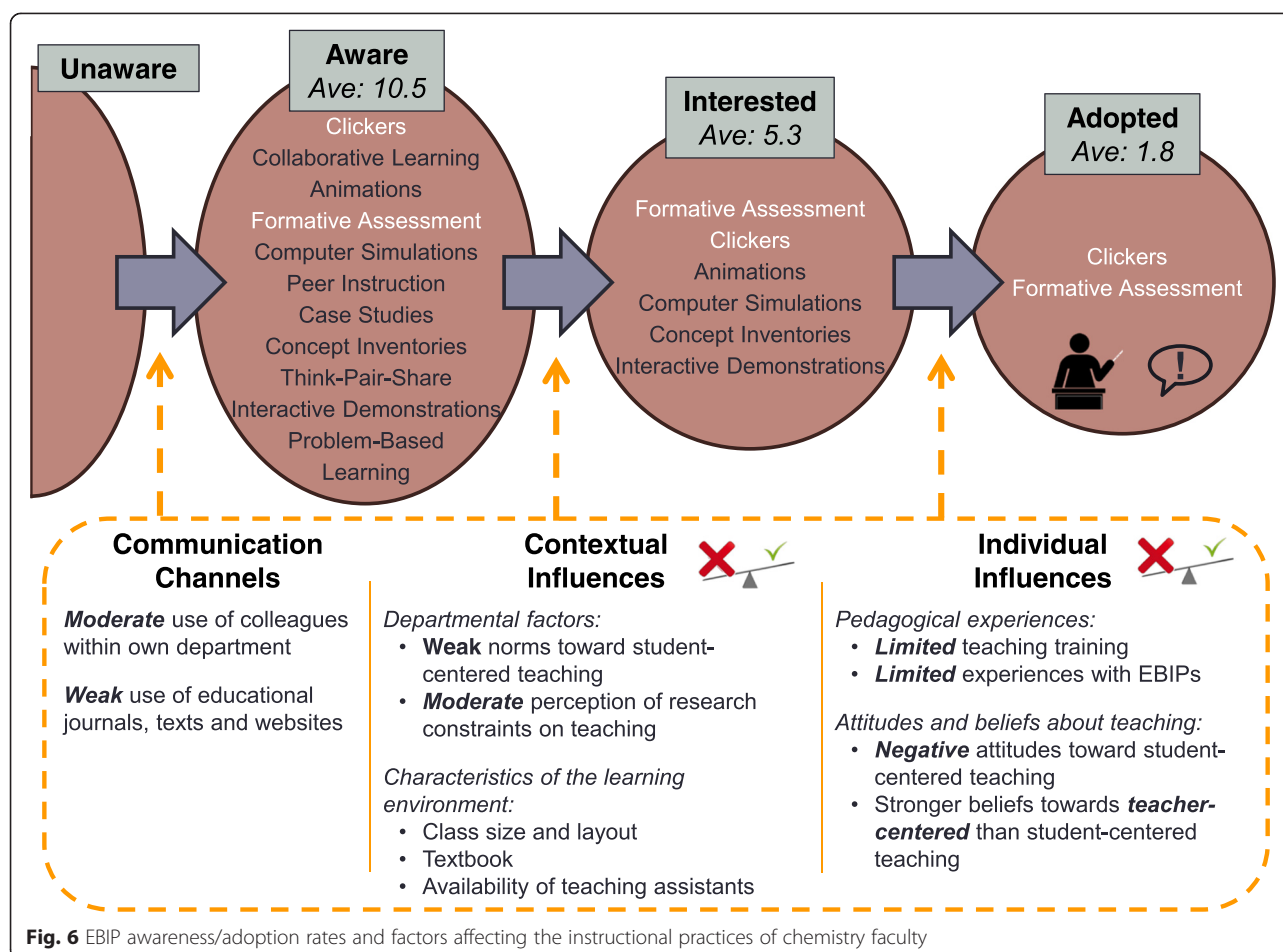 Unaware
Aware
Ave: 10.5
Clickers
Collaborative Learning
Animations
Formative Assessment
Computer Simulations
Peer Instruction
Case Studies
Concept Inventories
Think-Pair-Share
Interactive Demonstrations
Problem-Based
Learning
Interested
Ave: 5.3
Formative Assessment
Clickers
Animations
Computer Simulations
Concept Inventories
Interactive Demonstrations
Adopted
Ave: 1.8
Clickers
Formative Assessment
!
Communication
Channels
Moderate use of colleagues
within own department
Weak use of educational
journals, texts and websites
Contextual
Influences
Departmental factors:
• Weak norms toward student-
centered teaching
• Moderate perception of research
constraints on teaching
Characteristics of the learning
environment:
• Class size and layout
• Textbook
• Availability of teaching assistants
Individual
Influences
Pedagogical experiences:
• Limited teaching training
• Limited experiences with EBIPs
Attitudes and beliefs about teaching:
• Negative attitudes toward student-
centered teaching
• Stronger beliefs towards teacher-
centered than student-centered
teaching
Fig. 6 EBIP awareness/adoption rates and factors affecting the instructional practices of chemistry faculty